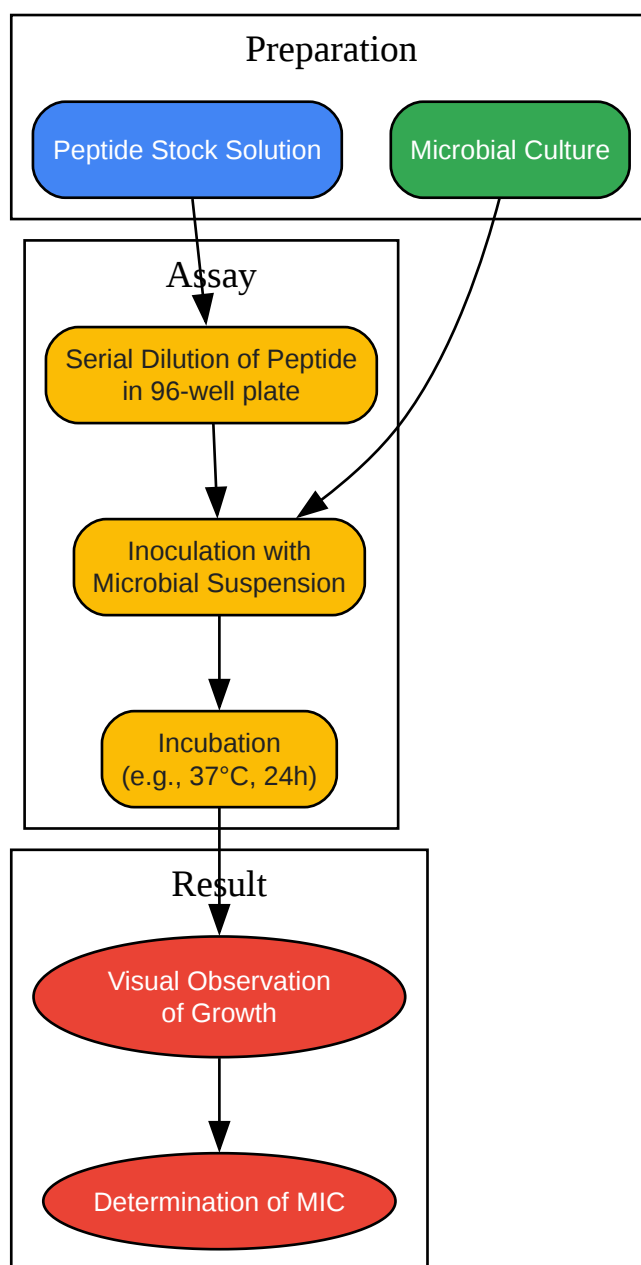 Preparation
Peptide Stock Solution
Microbial Culture
Assay
Serial Dilution of Peptide
in 96-well plate
Inoculation with
Microbial Suspension
Incubation
(e.g., 37°C, 24h)
Result
Visual Observation
of Growth
Determination of MIC